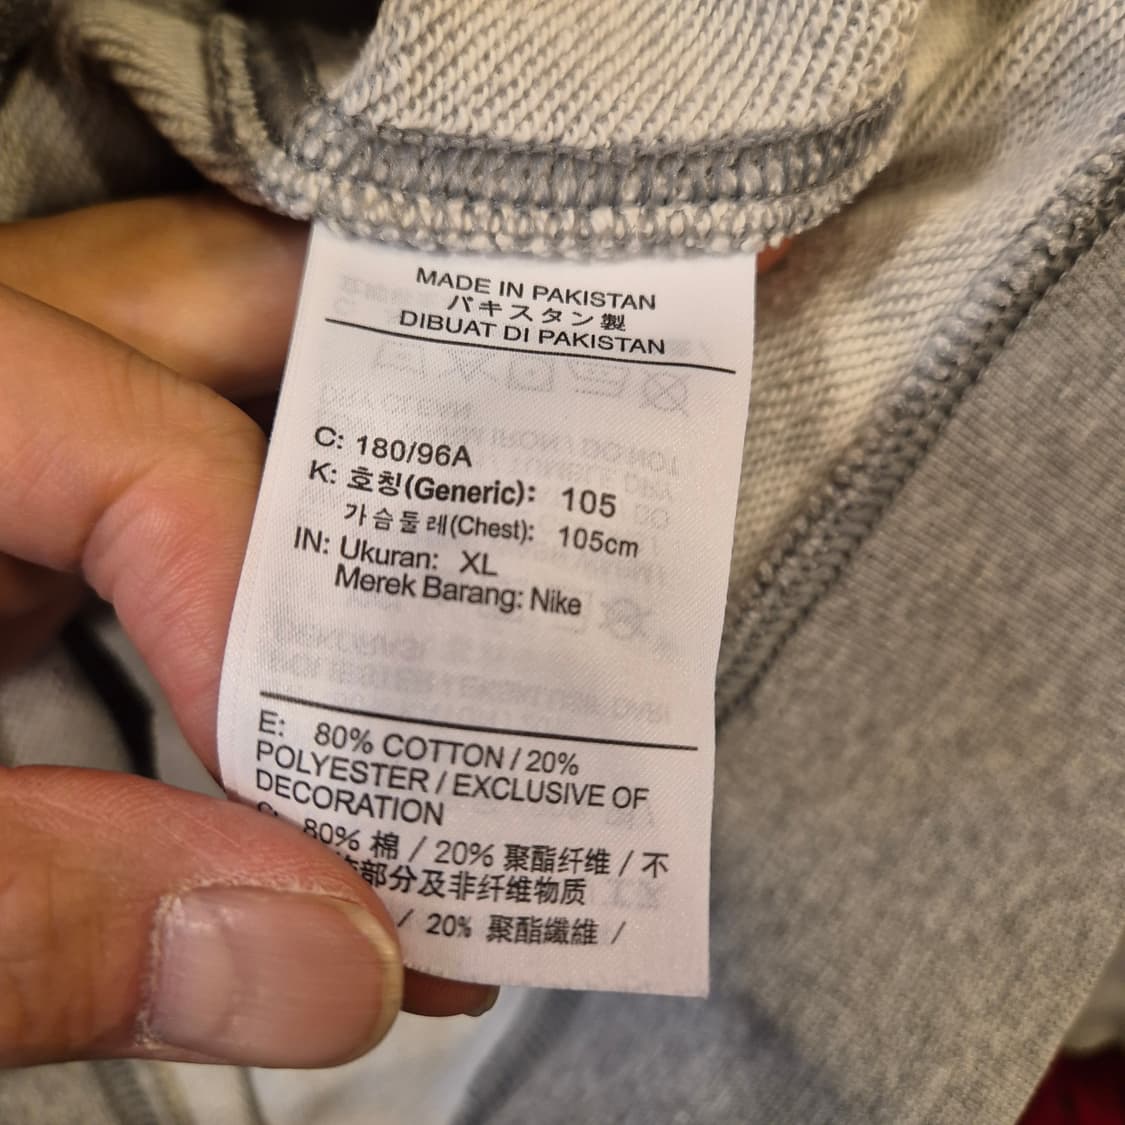 MADE IN PAKISTAN
パキスタン製
DIBUAT DI PAKISTAN
C: 180/96A
K: 호칭(Generic): 105
가슴둘레(Chest): 105cm
IN: Ukuran: XL
Merek Barang: Nike
E: 80% COTTON / 20%
POLYESTER / EXCLUSIVE OF
DECORATION
80% 棉 / 20% 聚酯纤维 / 不
部分及非纤维物质
/ 20% 聚酯纖維 /